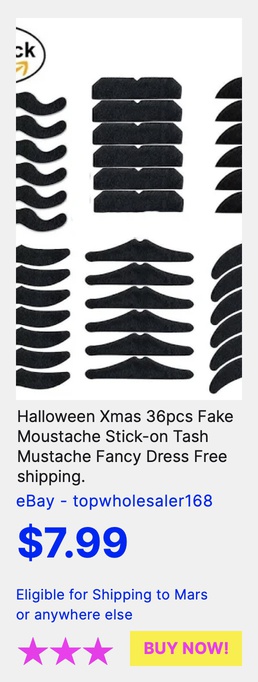 ck
Halloween Xmas 36pcs Fake
Moustache Stick-on Tash
Mustache Fancy Dress Free
shipping.
eBay - topwholesaler168
$7.99
Eligible for Shipping to Mars
or anywhere else
BUY NOW!